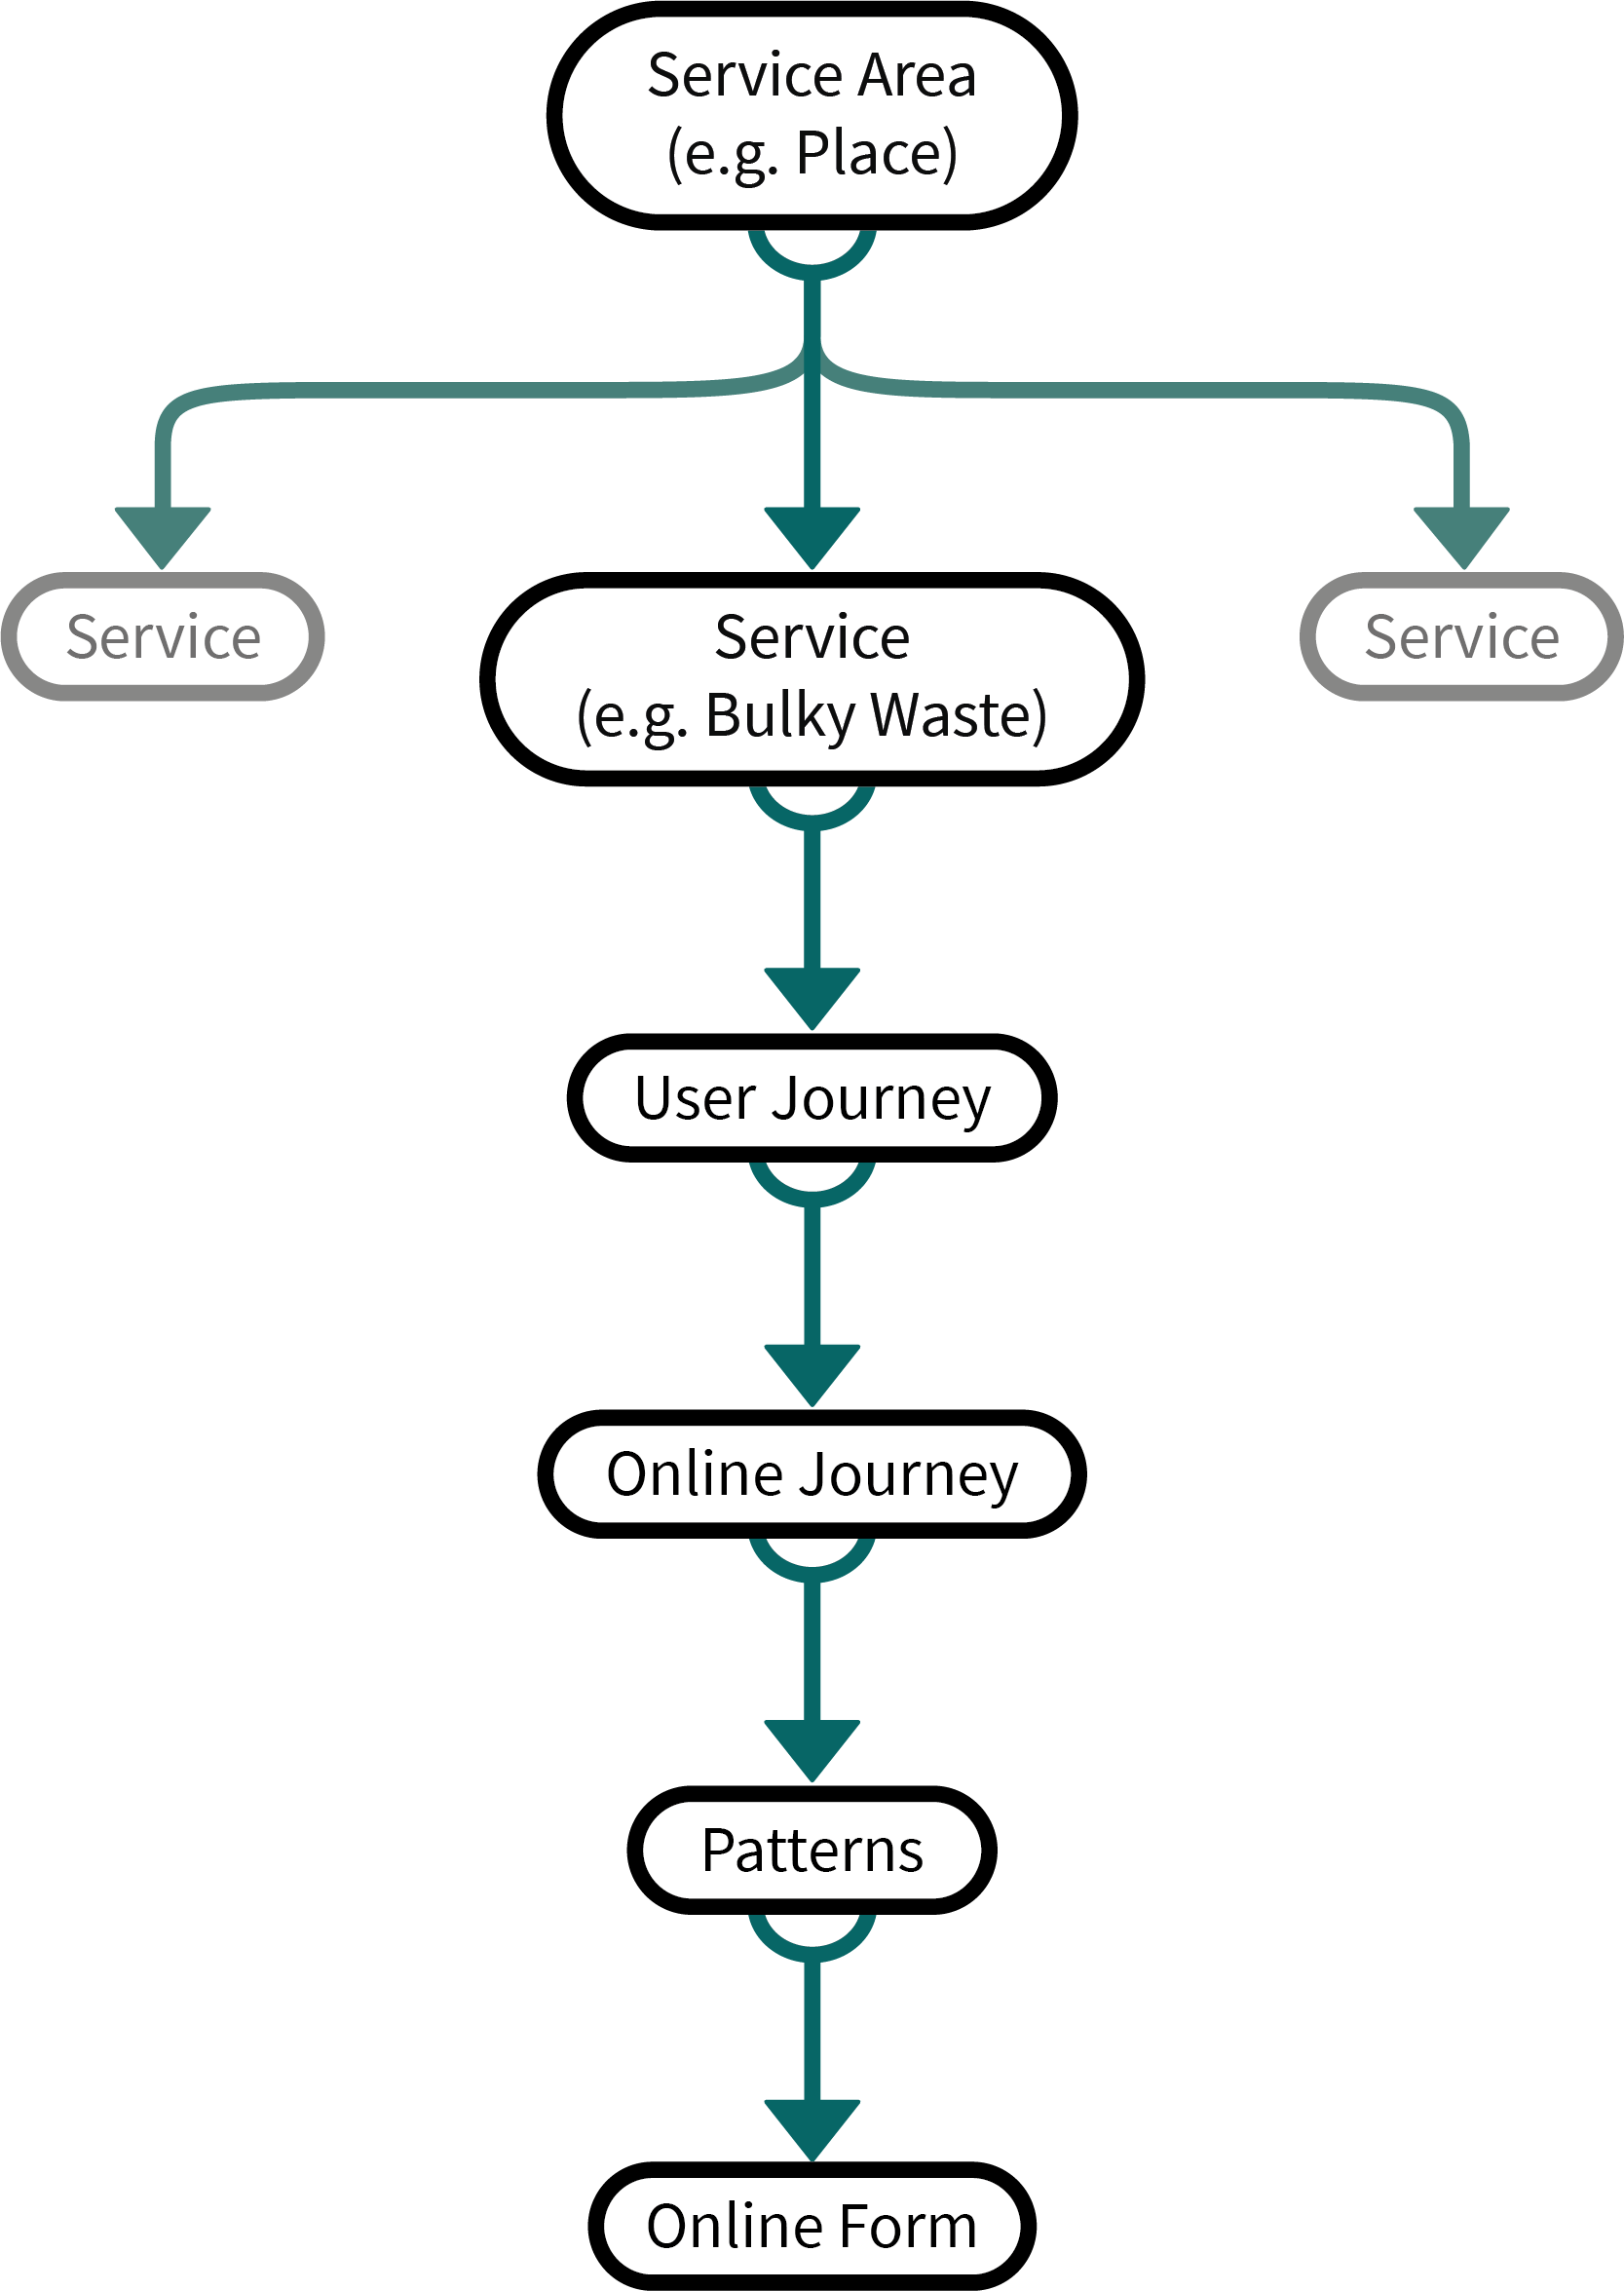 Service Area
(e.g. Place)
Service
Service
(e.g. Bulky Waste)
Service
User Journey
Online Journey
Patterns
Online Form